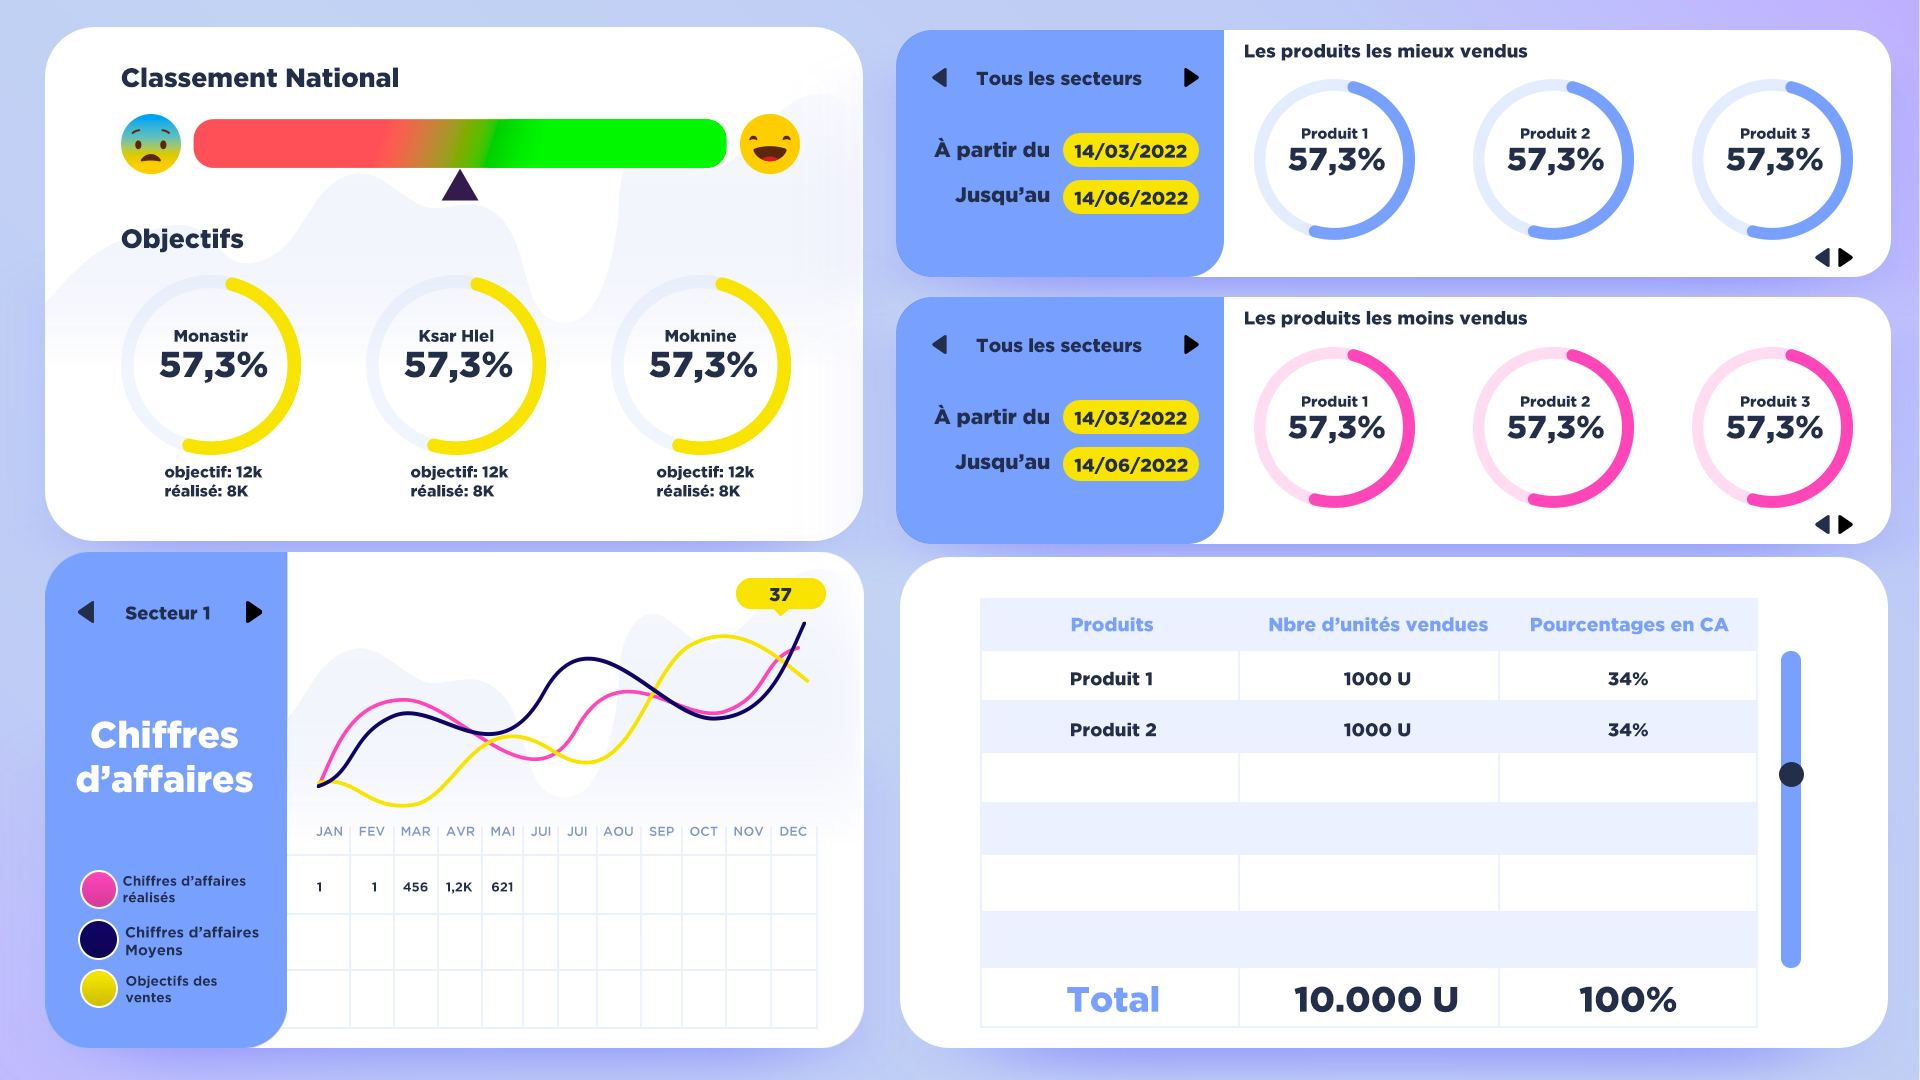 Classement National
Objectifs
Monastir
57,3%
objectif: 12k
réalisé: 8K
Ksar Hlel
57,3%
objectif: 12k
réalisé: 8K
Moknine
57,3%
objectif: 12k
réalisé: 8K
Tous les secteurs
À partir du 14/03/2022
Jusqu’au 14/06/2022
Les produits les mieux vendus
Produit 1
57,3%
Produit 2
57,3%
Produit 3
57,3%
Tous les secteurs
À partir du 14/03/2022
Jusqu’au 14/06/2022
Les produits les moins vendus
Produit 1
57,3%
Produit 2
57,3%
Produit 3
57,3%
Secteur 1
Chiffres
d’affaires
Chiffres d’affaires
réalisés
Chiffres d’affaires
Moyens
Objectifs des
ventes
37
JAN FEV MAR AVR MAI JUI JUI AOU SEP OCT NOV DEC
1 1 456 1,2K 621
Produits Nbre d’unités vendues Pourcentages en CA
Produit 1 1000 U 34%
Produit 2 1000 U 34%
Total 10.000 U 100%